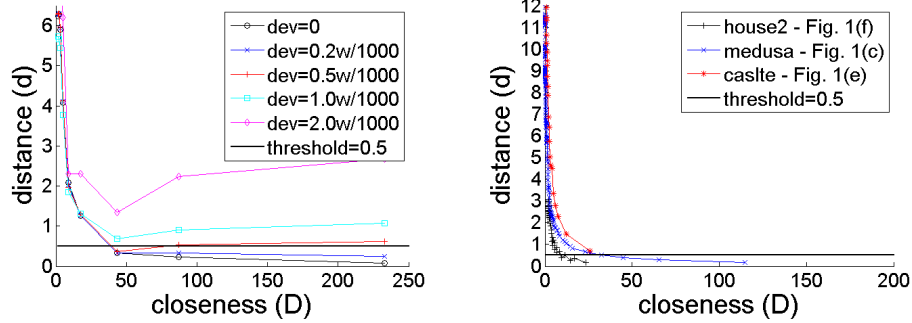 distance (d)
6
5
4
3
2
1
0
0
50
100
150
200
250
closeness (D)
dev=0
dev=0.2w/1000
dev=0.5w/1000
dev=1.0w/1000
dev=2.0w/1000
threshold=0.5
distance (d)
12
11
10
9
8
7
6
5
4
3
2
1
0
0
50
100
150
200
closeness (D)
house2 - Fig. 1(f)
medusa - Fig. 1(c)
caslte - Fig. 1(e)
threshold=0.5